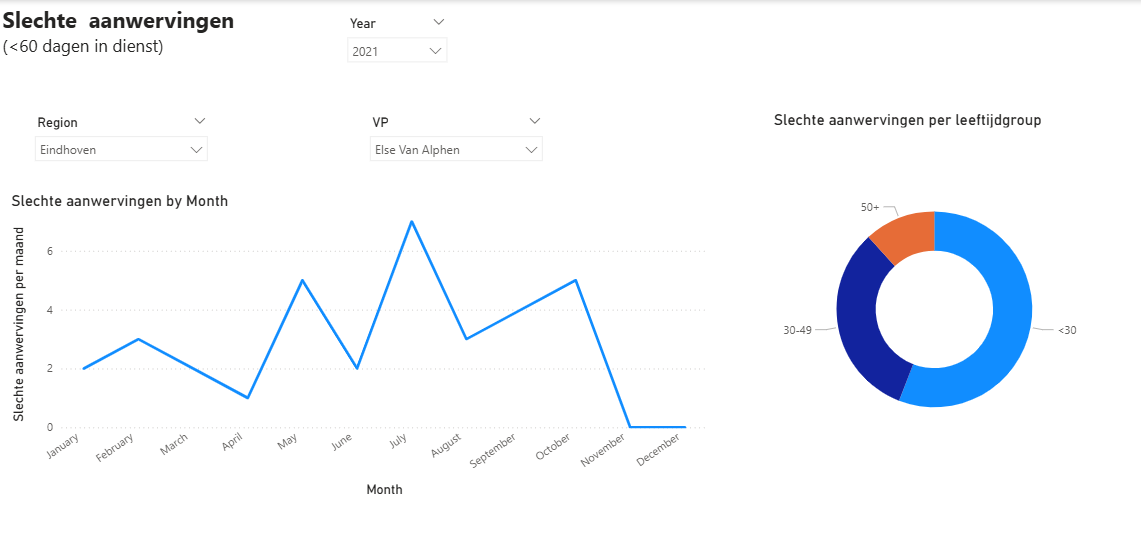 Slechte aanwervingen
(<60 dagen in dienst)
Year
2021
Region
Eindhoven
VP
Else Van Alphen
Slechte aanwervingen per leeftijdgroup
Slechte aanwervingen by Month
Slechte aanwervingen per maand
6
4
2
0
January
February
March
April
May
June
July
August
September
October
November
December
Month
50+
30-49
<30